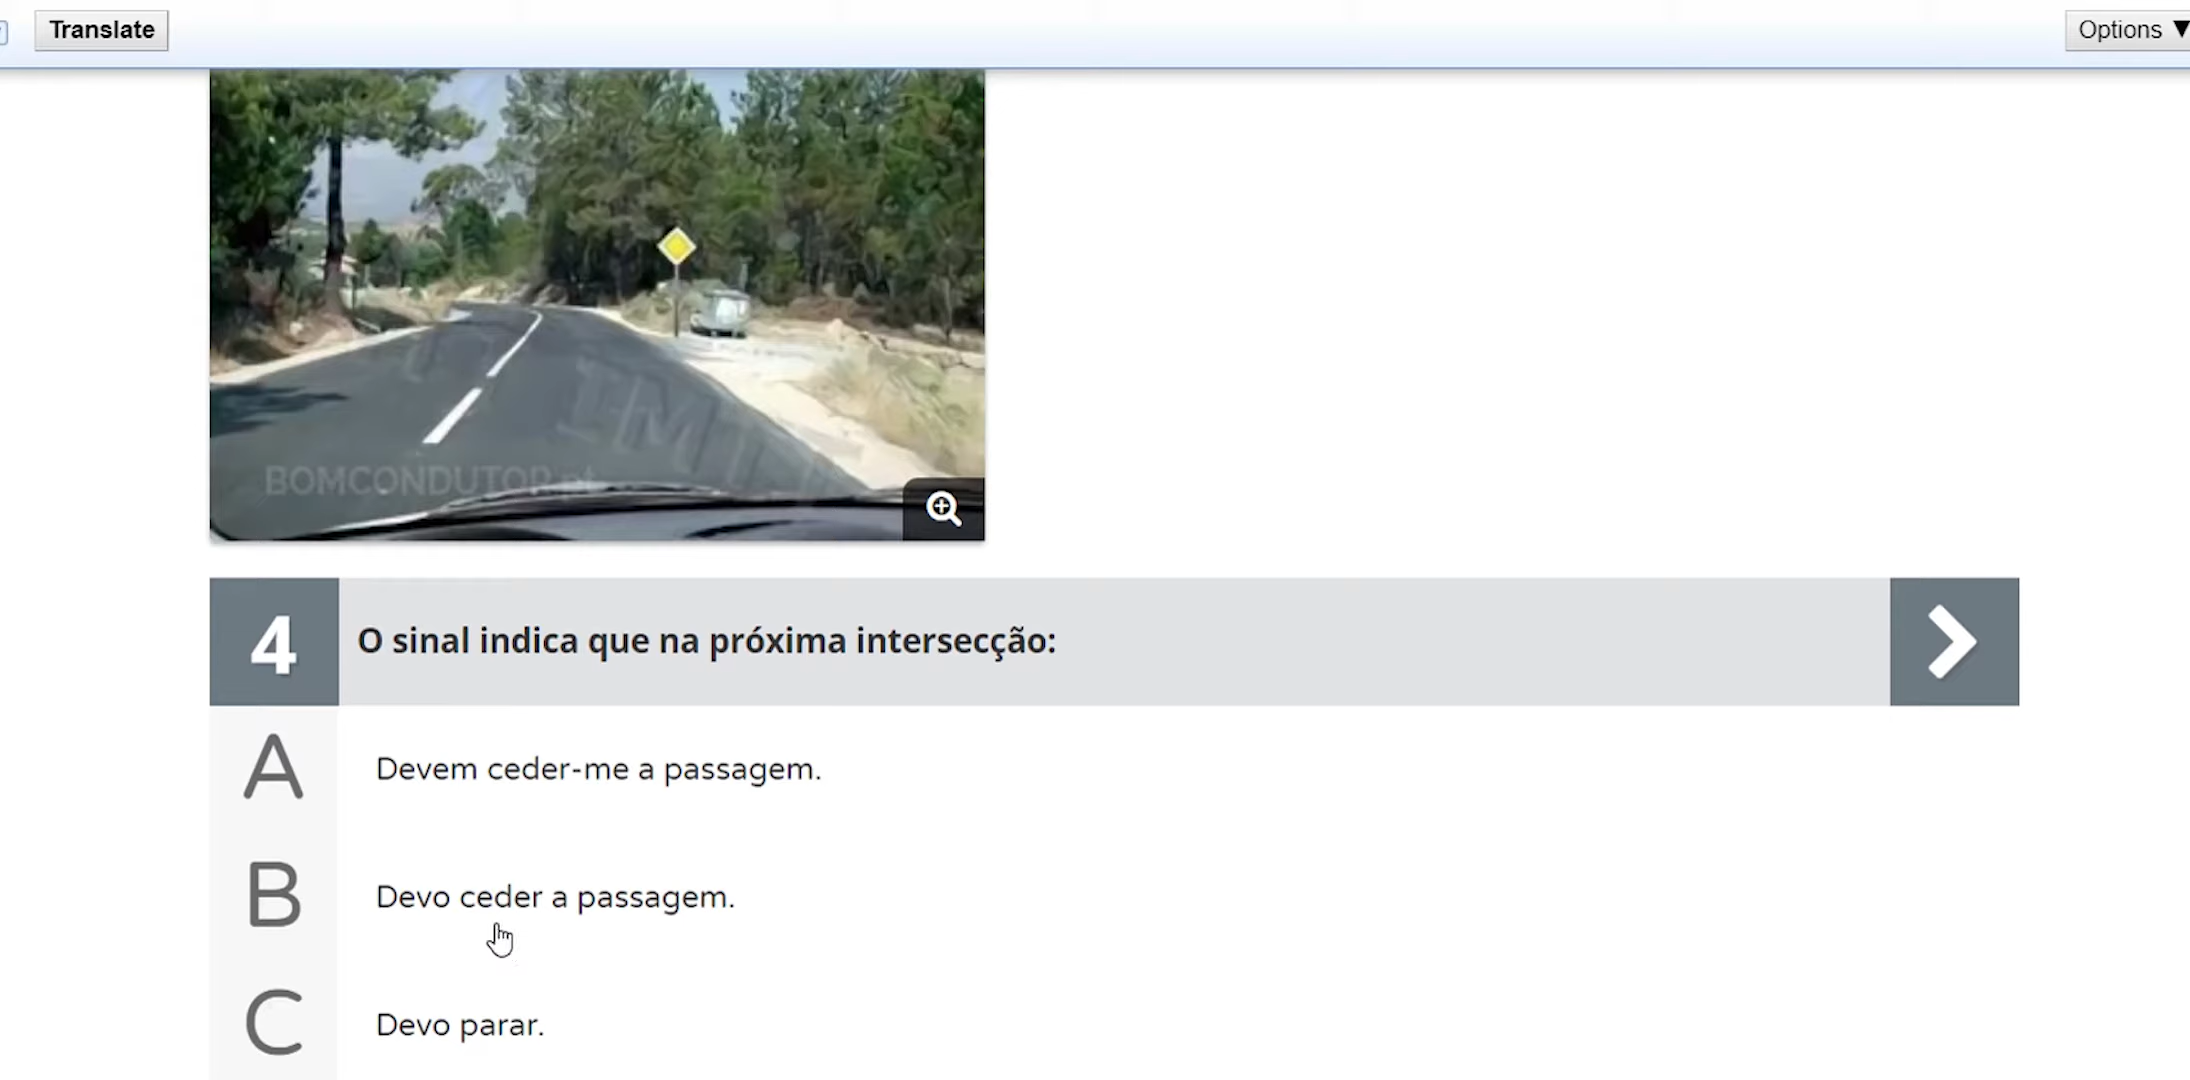 Translate
Options ▼
BOMCONDUTOR.pt
4
O sinal indica que na próxima intersecção:
A
Devem ceder-me a passagem.
B
Devo ceder a passagem.
C
Devo parar.